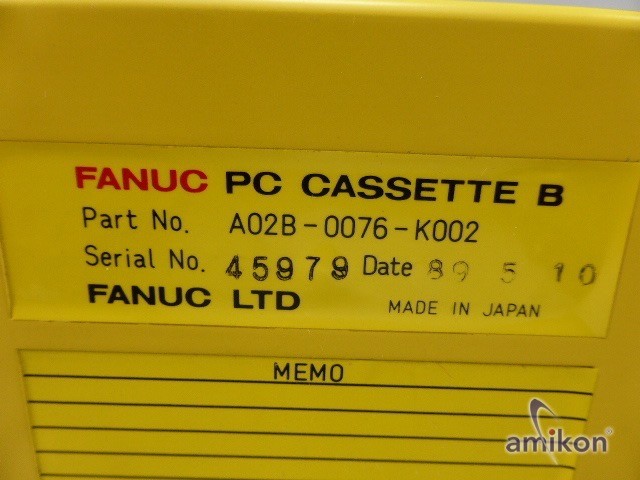 FANUC PC CASSETTE B
Part No. A02B-0076-K002
Serial No. 45979 Date 89 5 10
FANUC LTD MADE IN JAPAN
MEMO
amikon®